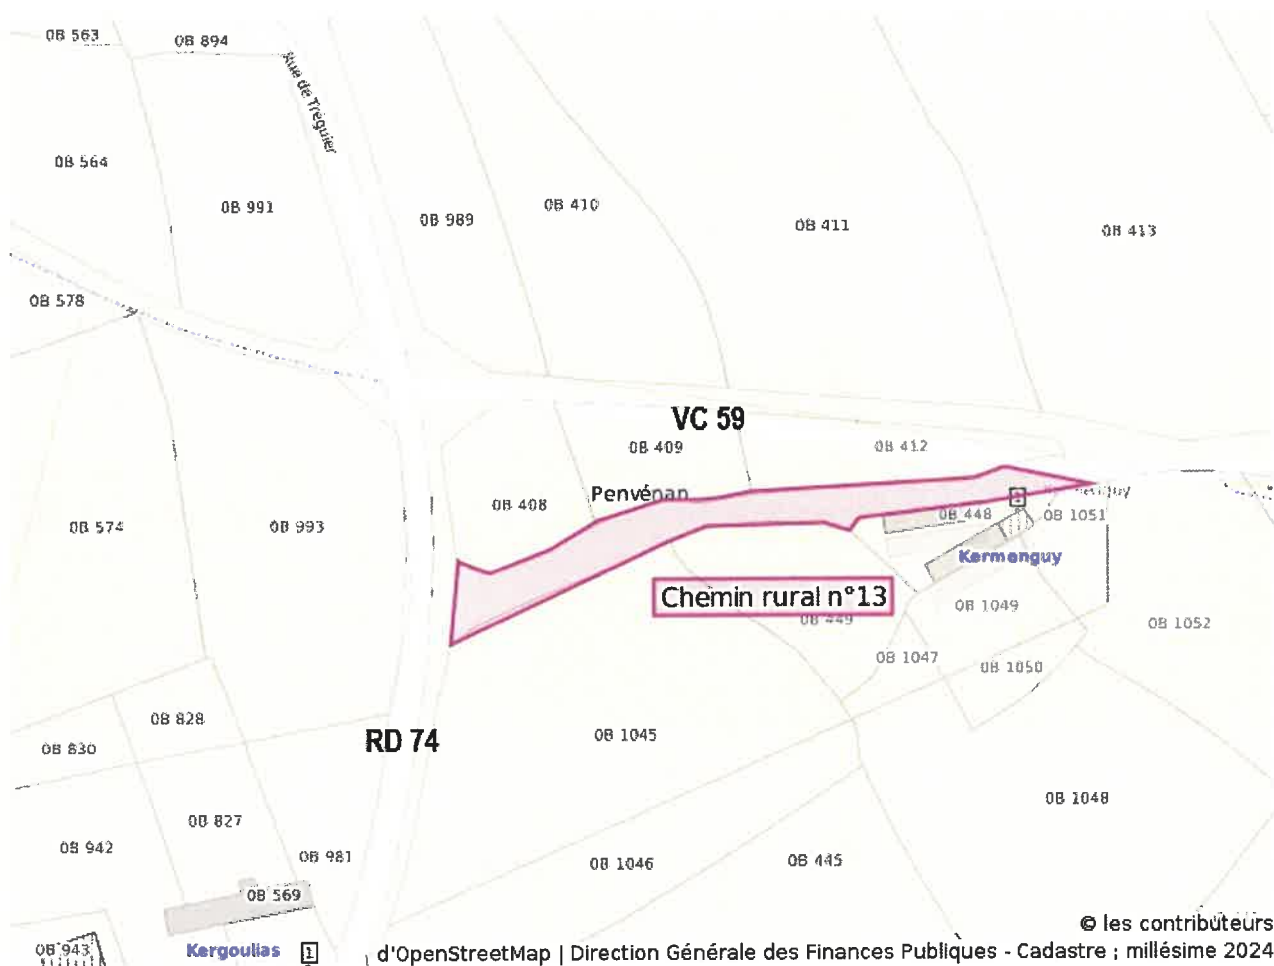 0B 563
0B 894
Rue de Tréguier
0B 564
0B 991
0B 989
0B 410
0B 411
0B 413
0B 578
VC 59
0B 409
0B 412
0B 408
Penvénan
0B 574
0B 993
0B 448
0B 1051
Kermenguy
Chemin rural n°13
0B 449
0B 1049
0B 1052
0B 1047
0B 1050
0B 828
0B 830
RD 74
0B 1045
0B 1048
0B 827
0B 942
0B 981
0B 1046
0B 445
0B 569
0B 943
Kergoulias
1
© les contributeurs
d'OpenStreetMap | Direction Générale des Finances Publiques - Cadastre ; millésime 2024